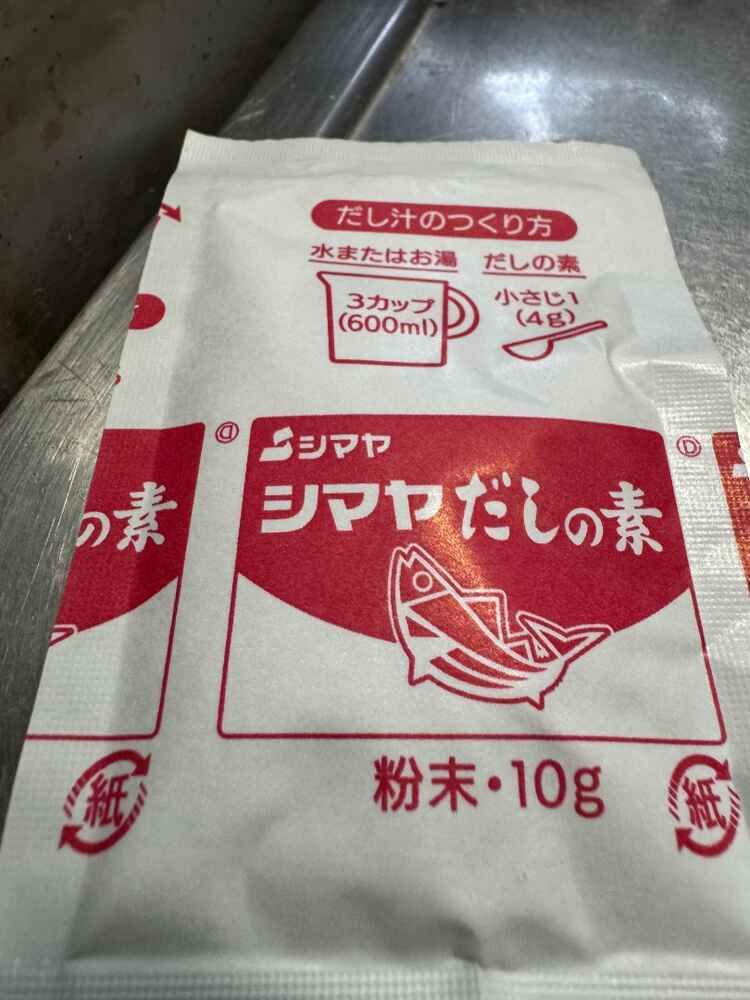 だし汁のつくり方
水またはお湯 だしの素
3カップ
(600ml)
小さじ1
(4g)
シマヤ
シマヤだしの素
の素
粉末・10g
紙
紙